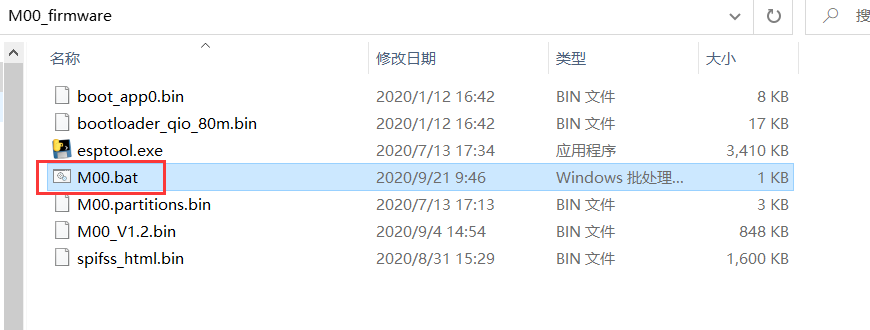 M00_firmware 搜
名称 修改日期 类型 大小
boot_app0.bin 2020/1/12 16:42 BIN 文件 8 KB
bootloader_qio_80m.bin 2020/1/12 16:42 BIN 文件 17 KB
esptool.exe 2020/7/13 17:34 应用程序 3,410 KB
M00.bat 2020/9/21 9:46 Windows 批处理... 1 KB
M00.partitions.bin 2020/7/13 17:13 BIN 文件 3 KB
M00_V1.2.bin 2020/9/4 14:54 BIN 文件 848 KB
spifss_html.bin 2020/8/31 15:29 BIN 文件 1,600 KB